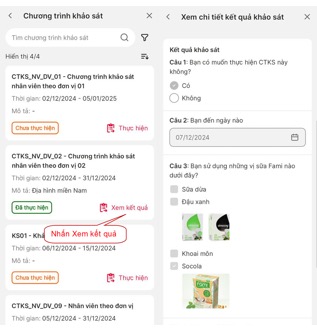 Chương trình khảo sát
Tìm chương trình khảo sát
Hiển thị 4/4
CTKS_NV_DV_01 - Chương trình khảo sát
nhân viên theo đơn vị 01
Thời gian: 02/12/2024 - 05/01/2025
Mô tả: -
Chưa thực hiện
Thực hiện
CTKS_NV_DV_02 - Chương trình khảo sát
nhân viên theo đơn vị 02
Thời gian: 02/12/2024 - 31/12/2024
Mô tả: Địa hình miền Nam
Đã thực hiện
Xem kết quả
Nhấn Xem kết quả
KS01 - Khả
Thời gian: 06/12/2024 - 15/12/2024
Mô tả: -
Chưa thực hiện
Thực hiện
CTKS_NV_DV_09 - Nhân viên theo đơn vị
Thời gian: 05/12/2024 - 31/12/2024
Xem chi tiết kết quả khảo sát
Kết quả khảo sát
Câu 1: Bạn có muốn thực hiện CTKS này
không?
Có
Không
Câu 2: Bạn đến ngày nào
07/12/2024
Câu 3: Bạn sử dụng những vị sữa Fami nào
dưới đây?
Sữa dừa
Đậu xanh
Khoai môn
Socola
fami